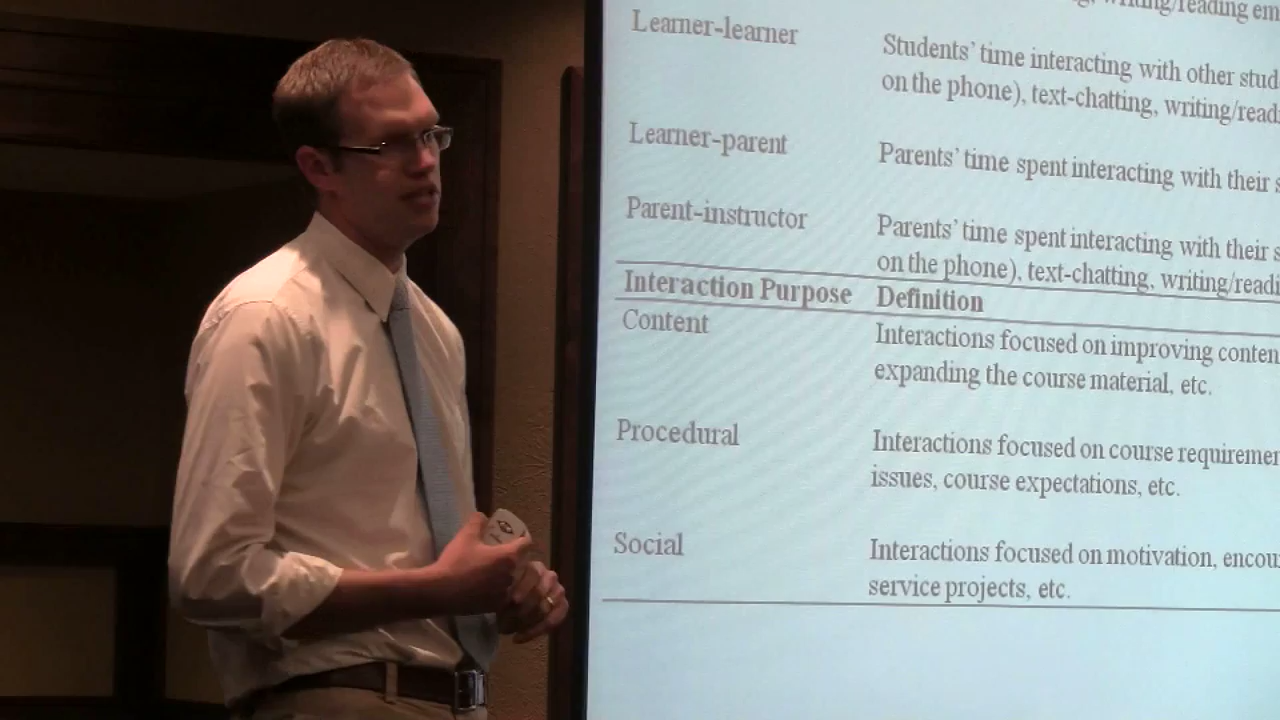 writing/reading em
Learner-learner
Students' time interacting with other stud
on the phone), text-chatting, writing/readi
Learner-parent
Parents' time spent interacting with their s
Parent-instructor
Parents' time spent interacting with their s
on the phone), text-chatting, writing/readi
Interaction Purpose Definition
Content
Interactions focused on improving conten
expanding the course material, etc.
Procedural
Interactions focused on course requiremen
issues, course expectations, etc.
Social
Interactions focused on motivation, encou
service projects, etc.